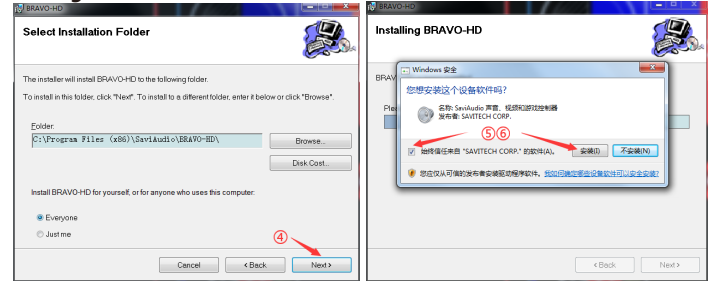 BRAVO-HD
Select Installation Folder
The installer will install BRAVO-HD to the following folder.
To install in this folder, click "Next". To install to a different folder, enter it below or click "Browse".
Folder:
C:\Program Files (x86)\SaviAudio\BRAVO-HD\
Browse...
Disk Cost...
Install BRAVO-HD for yourself, or for anyone who uses this computer:
Everyone
Just me
④
Cancel
< Back
Next >
BRAVO-HD
Installing BRAVO-HD
BRAV
Windows 安全
您想安装这个设备软件吗?
名称: SaviAudio 声音、视频和游戏控制器
发布者: SAVITECH CORP.
Plea
⑤⑥
始终信任来自 "SAVITECH CORP." 的软件(A)。
安装(I)
不安装(N)
您应仅从可信的发布者安装驱动程序软件。我如何确定哪些设备软件可以安全安装?
< Back
Next >